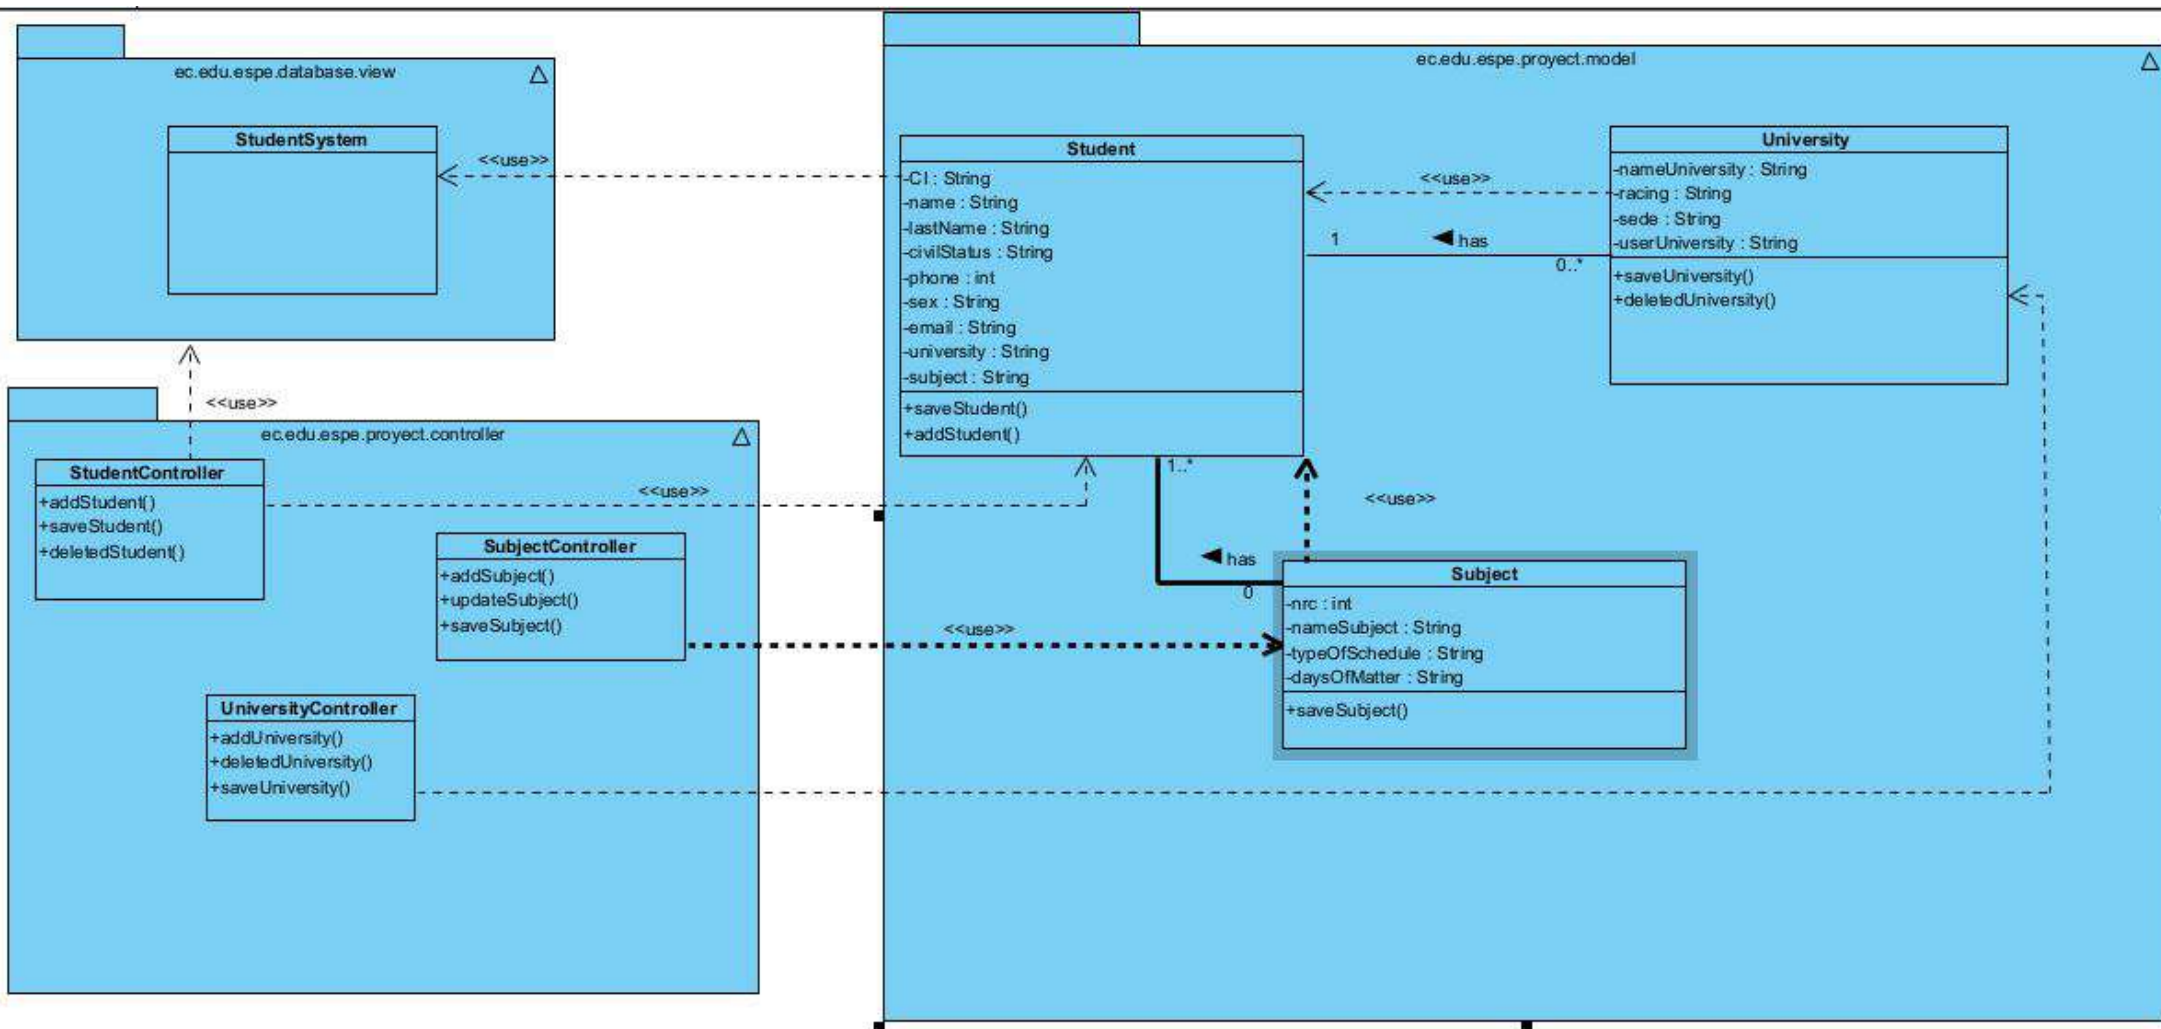 ec.edu.espe.database.view
StudentSystem
<<use>>
<<use>>
ec.edu.espe.proyect.controller
StudentController
+addStudent()
+saveStudent()
+deletedStudent()
<<use>>
SubjectController
+addSubject()
+updateSubject()
+saveSubject()
<<use>>
UniversityController
+addUniversity()
+deletedUniversity()
+saveUniversity()
ec.edu.espe.proyect.model
Student
-CI : String
-name : String
-lastName : String
-civilStatus : String
-phone : int
-sex : String
-email : String
-university : String
-subject : String
+saveStudent()
+addStudent()
<<use>>
1
has
0..*
University
-nameUniversity : String
-racing : String
-sede : String
-userUniversity : String
+saveUniversity()
+deletedUniversity()
1..*
<<use>>
has
0
Subject
-nrc : int
-nameSubject : String
-typeOfSchedule : String
-daysOfMatter : String
+saveSubject()